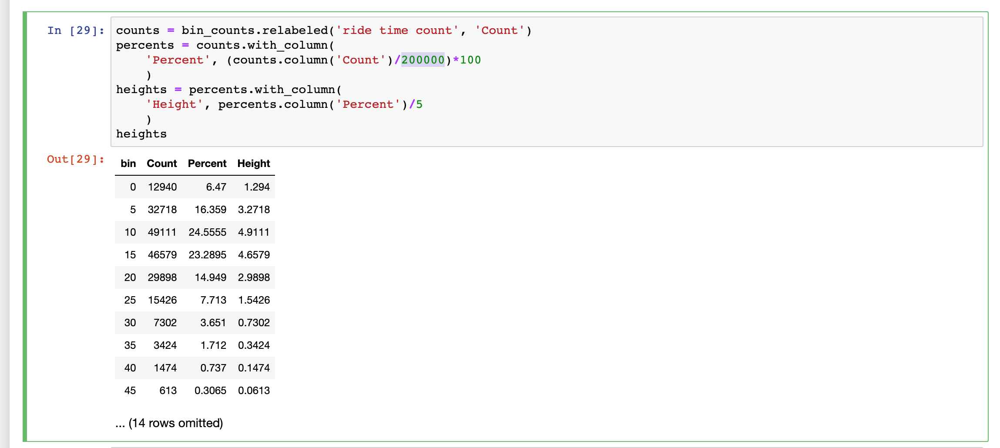 In [29]:
counts = bin_counts.relabeled('ride time count', 'Count')
percents = counts.with_column(
    'Percent', (counts.column('Count')/200000)*100
    )
heights = percents.with_column(
    'Height', percents.column('Percent')/5
    )
heights
Out[29]:
bin Count Percent Height
0 12940 6.47 1.294
5 32718 16.359 3.2718
10 49111 24.5555 4.9111
15 46579 23.2895 4.6579
20 29898 14.949 2.9898
25 15426 7.713 1.5426
30 7302 3.651 0.7302
35 3424 1.712 0.3424
40 1474 0.737 0.1474
45 613 0.3065 0.0613
... (14 rows omitted)